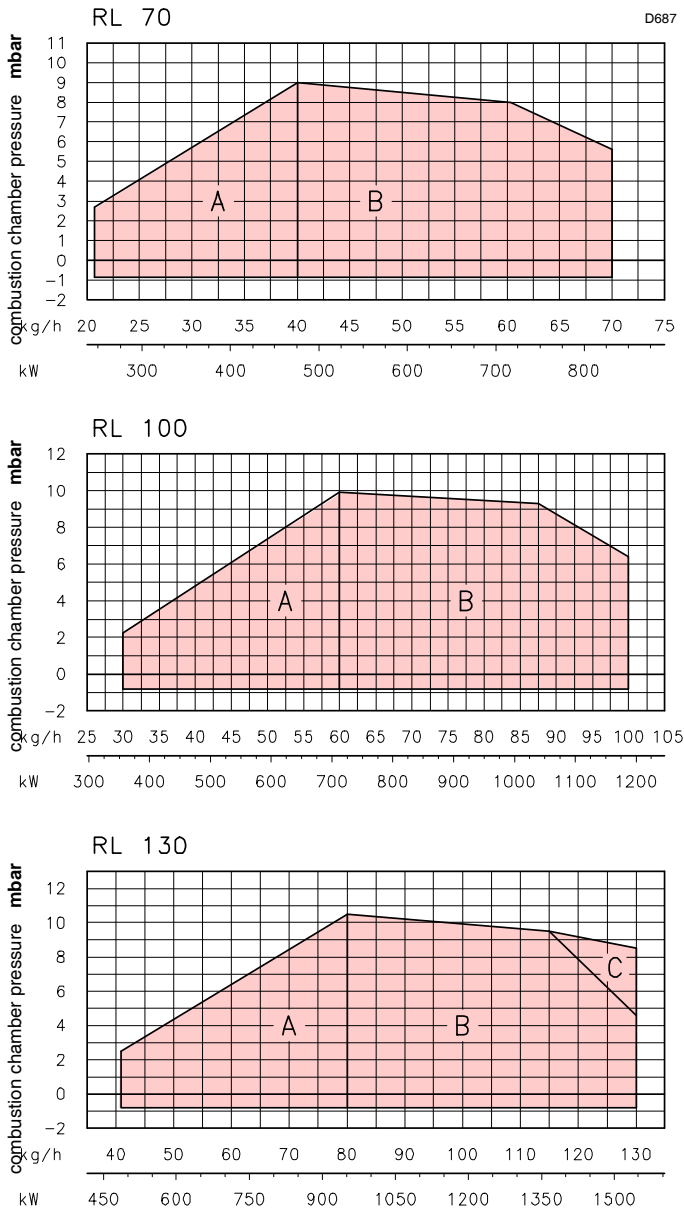 RL 70
D687
combustion chamber pressure mbar
11
10
9
8
7
6
5
4
3
2
1
0
−1
−2
A
B
kg/h 20 25 30 35 40 45 50 55 60 65 70 75
kW 300 400 500 600 700 800
RL 100
combustion chamber pressure mbar
12
10
8
6
4
2
0
−2
A
B
kg/h 25 30 35 40 45 50 55 60 65 70 75 80 85 90 95 100 105
kW 300 400 500 600 700 800 900 1000 1100 1200
RL 130
combustion chamber pressure mbar
12
10
8
6
4
2
0
−2
C
A
B
kg/h 40 50 60 70 80 90 100 110 120 130
kW 450 600 750 900 1050 1200 1350 1500